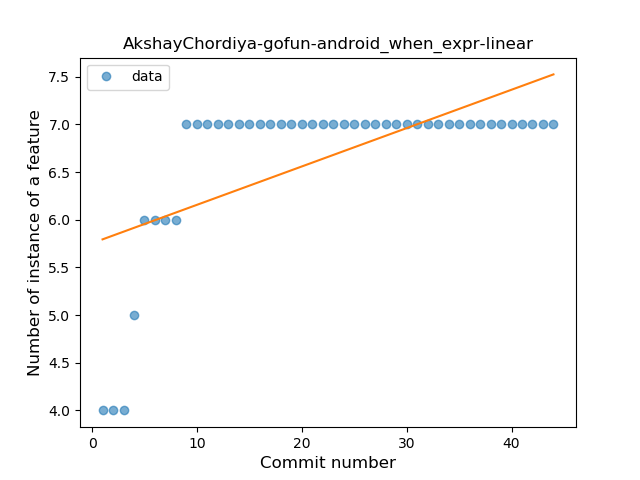 AkshayChordiya-gofun-android_when_expr-linear
data
Number of instance of a feature
7.5
7.0
6.5
6.0
5.5
5.0
4.5
4.0
0 10 20 30 40
Commit number